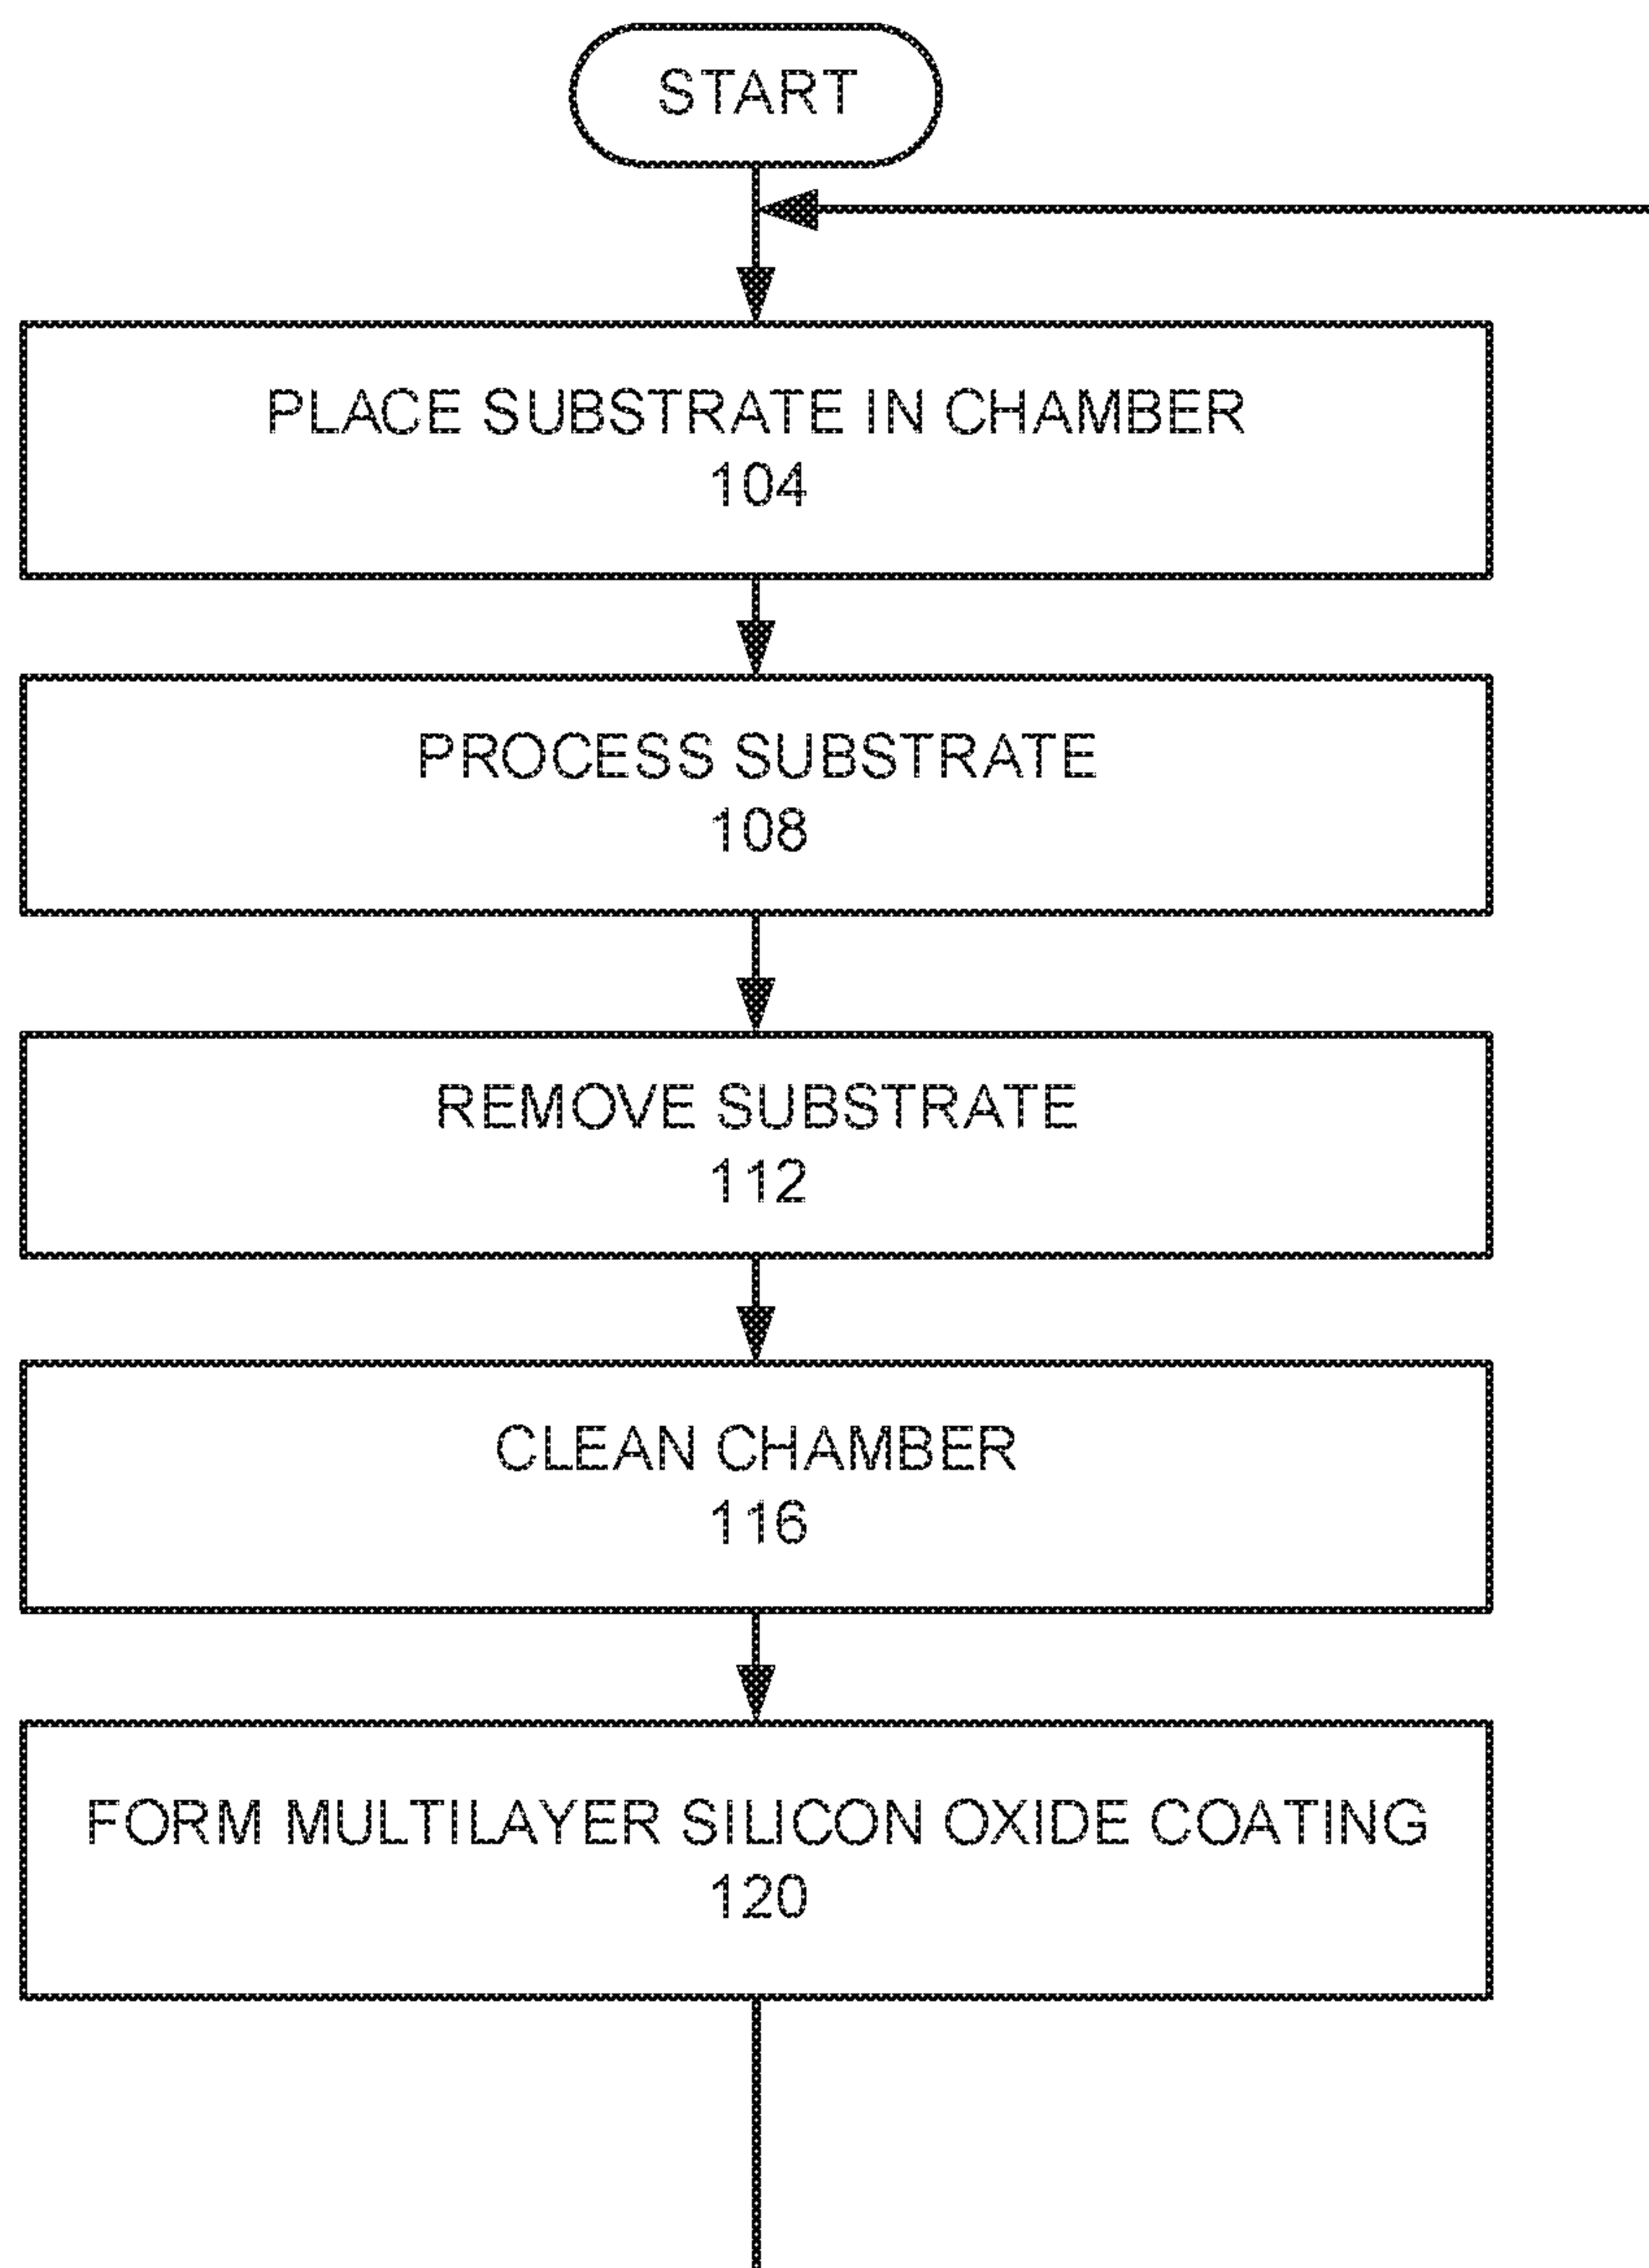 START
PLACE SUBSTRATE IN CHAMBER
104
PROCESS SUBSTRATE
108
REMOVE SUBSTRATE
112
CLEAN CHAMBER
116
FORM MULTILAYER SILICON OXIDE COATING
120